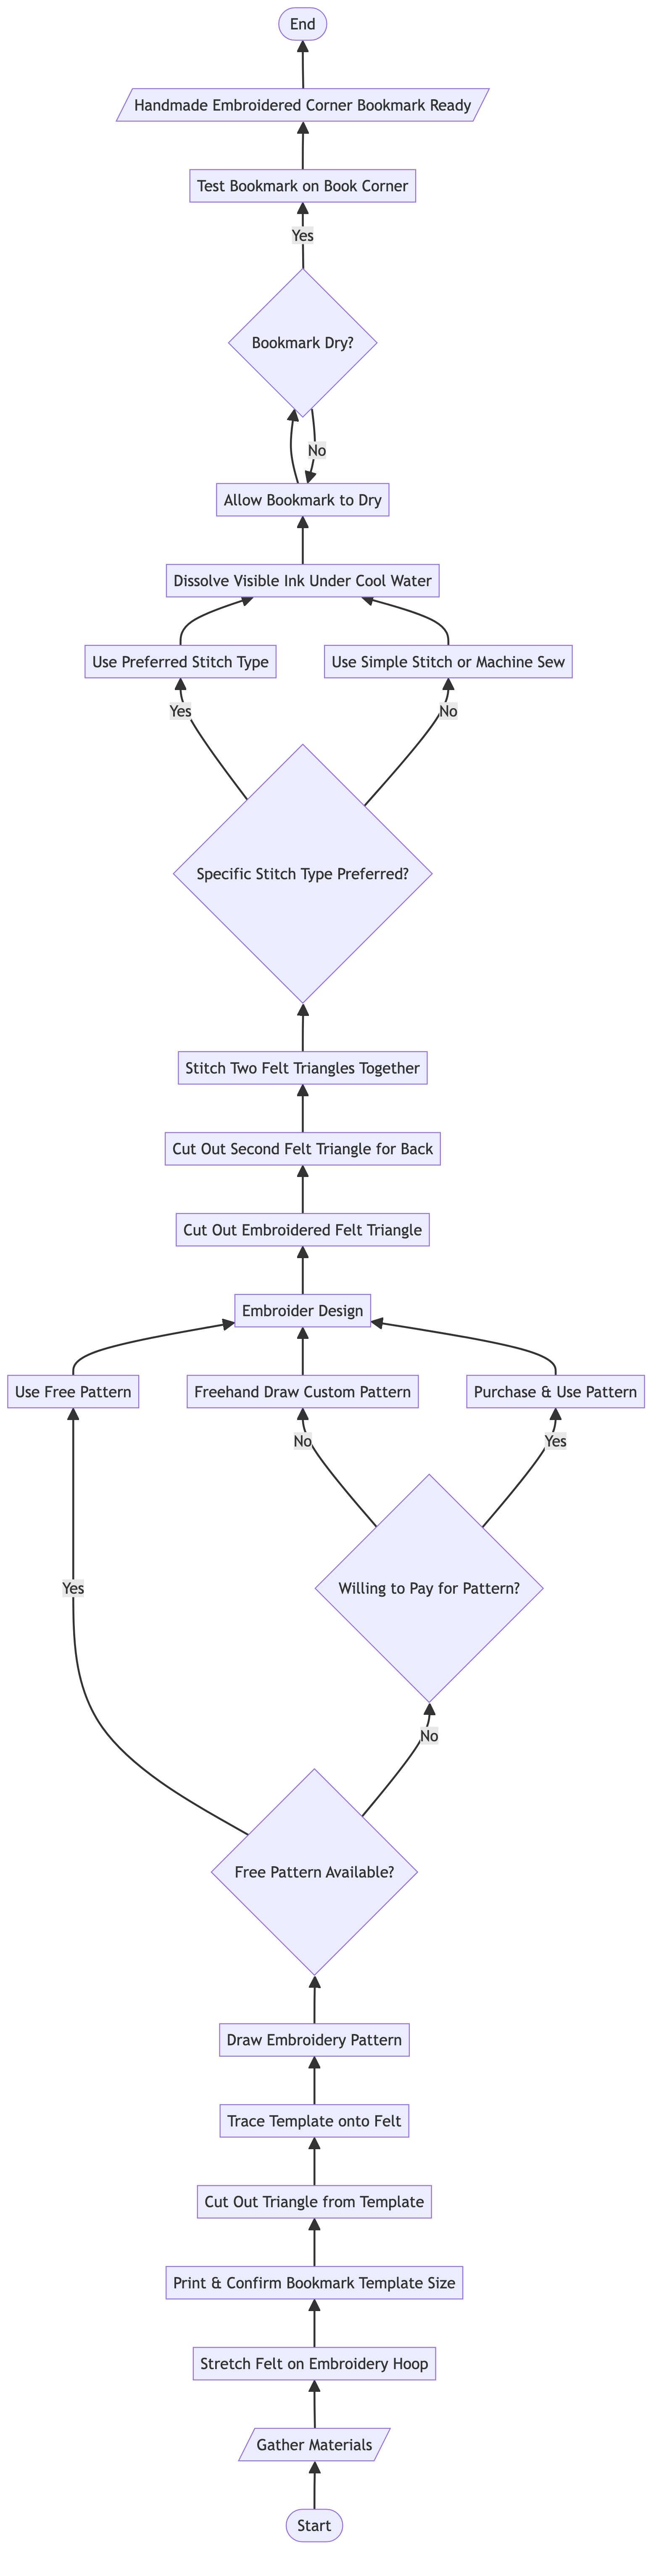 End
Handmade Embroidered Corner Bookmark Ready
Test Bookmark on Book Corner
Yes
Bookmark Dry?
No
Allow Bookmark to Dry
Dissolve Visible Ink Under Cool Water
Use Preferred Stitch Type
Use Simple Stitch or Machine Sew
Yes
No
Specific Stitch Type Preferred?
Stitch Two Felt Triangles Together
Cut Out Second Felt Triangle for Back
Cut Out Embroidered Felt Triangle
Embroider Design
Use Free Pattern
Freehand Draw Custom Pattern
Purchase & Use Pattern
No
Yes
Yes
Willing to Pay for Pattern?
No
Free Pattern Available?
Draw Embroidery Pattern
Trace Template onto Felt
Cut Out Triangle from Template
Print & Confirm Bookmark Template Size
Stretch Felt on Embroidery Hoop
Gather Materials
Start